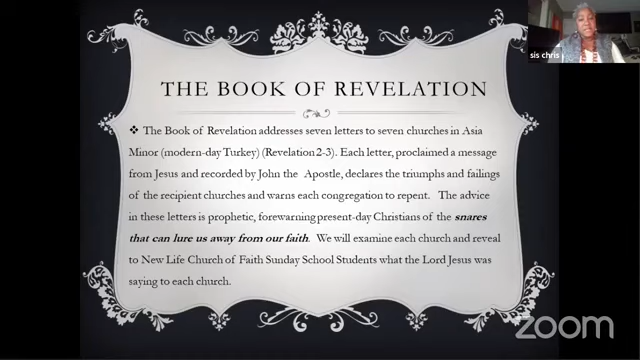 sis chris
THE BOOK OF REVELATION
❖ The Book of Revelation addresses seven letters to seven churches in Asia
Minor (modern-day Turkey) (Revelation 2-3). Each letter, proclaimed a message
from Jesus and recorded by John the Apostle, declares the triumphs and failings
of the recipient churches and warns each congregation to repent. The advice
in these letters is prophetic, forewarning present-day Christians of the snares
that can lure us away from our faith. We will examine each church and reveal
to New Life Church of Faith Sunday School Students what the Lord Jesus was
saying to each church.
zoom